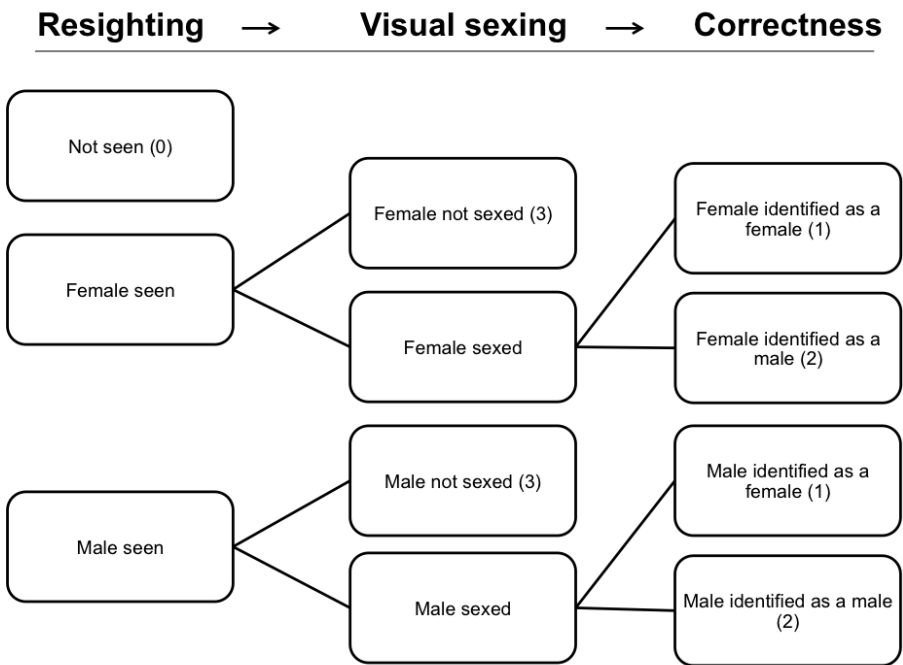 Resighting → Visual sexing → Correctness
Not seen (0)
Female seen
Male seen
Female not sexed (3)
Female sexed
Male not sexed (3)
Male sexed
Female identified as a
female (1)
Female identified as a
male (2)
Male identified as a
female (1)
Male identified as a male
(2)